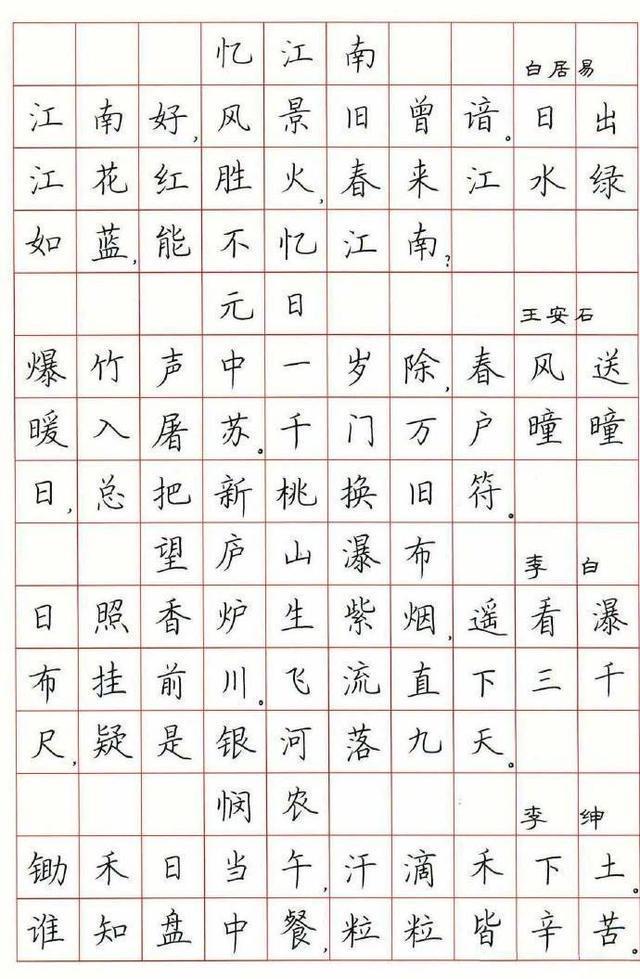 忆江南 白居易
江南好,风景旧曾谙。日出
江花红胜火,春来江水绿
如蓝,能不忆江南?
元日 王安石
爆竹声中一岁除,春风送
暖入屠苏。千门万户曈曈
日,总把新桃换旧符。
望庐山瀑布 李白
日照香炉生紫烟,遥看瀑
布挂前川。飞流直下三千
尺,疑是银河落九天。
悯农 李绅
锄禾日当午,汗滴禾下土。
谁知盘中餐,粒粒皆辛苦。